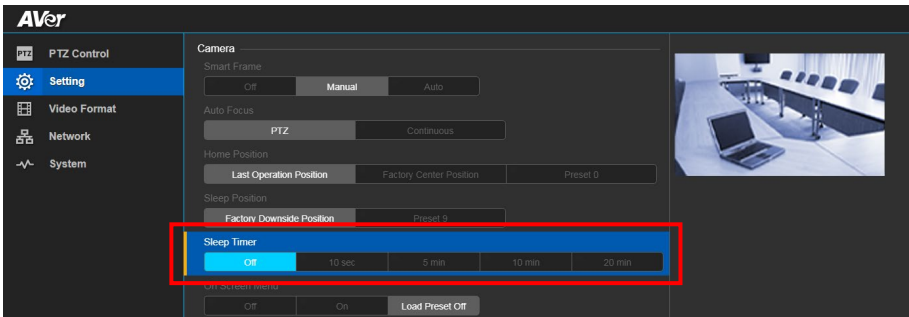 AVer
PTZ PTZ Control
Setting
Video Format
Network
System
Camera
Smart Frame
Off Manual Auto
Auto Focus
PTZ Continuous
Home Position
Last Operation Position Factory Center Position Preset 0
Sleep Position
Factory Downside Position Preset 9
Sleep Timer
Off 10 sec 5 min 10 min 20 min
On Screen Menu
Off On Load Preset Off